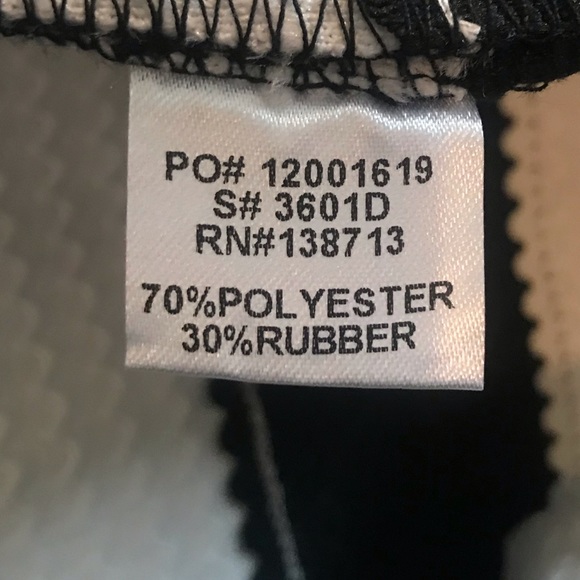 PO# 12001619
S# 3601D
RN#138713
70%POLYESTER
30%RUBBER